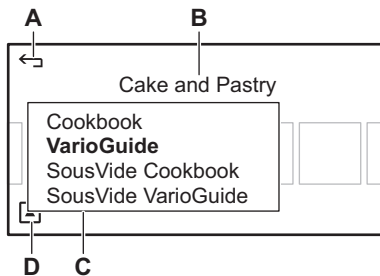 A
B
Cake and Pastry
Cookbook
VarioGuide
SousVide Cookbook
SousVide VarioGuide
D
C